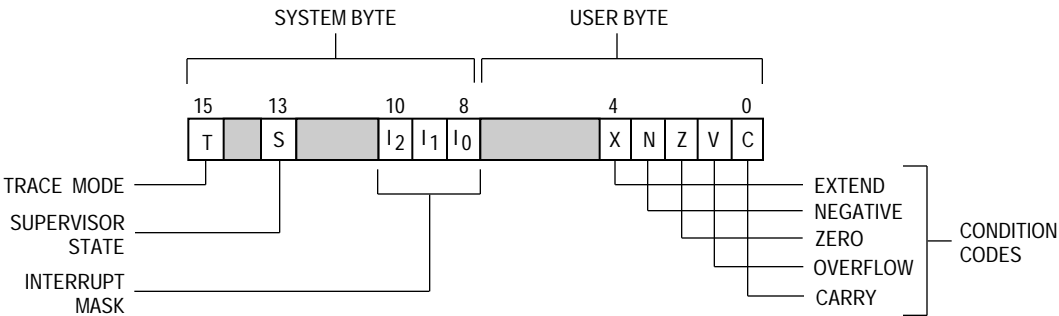 SYSTEM BYTE USER BYTE
15 13 10 8 4 0
T S I2 I1 I0 X N Z V C
TRACE MODE
SUPERVISOR
STATE
INTERRUPT
MASK
EXTEND
NEGATIVE
ZERO
OVERFLOW
CARRY
CONDITION
CODES